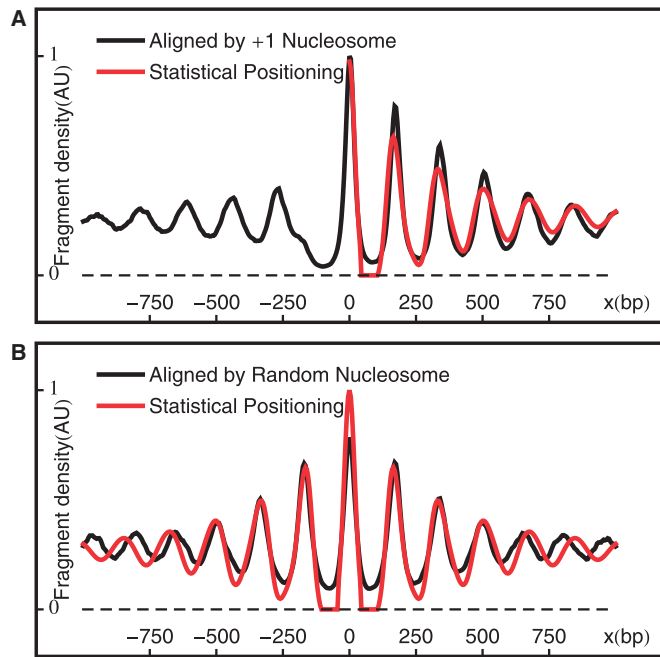 A
Aligned by +1 Nucleosome
Statistical Positioning
Fragment density(AU)
1
0
−750 −500 −250 0 250 500 750 x(bp)
B
Aligned by Random Nucleosome
Statistical Positioning
Fragment density(AU)
1
0
−750 −500 −250 0 250 500 750 x(bp)